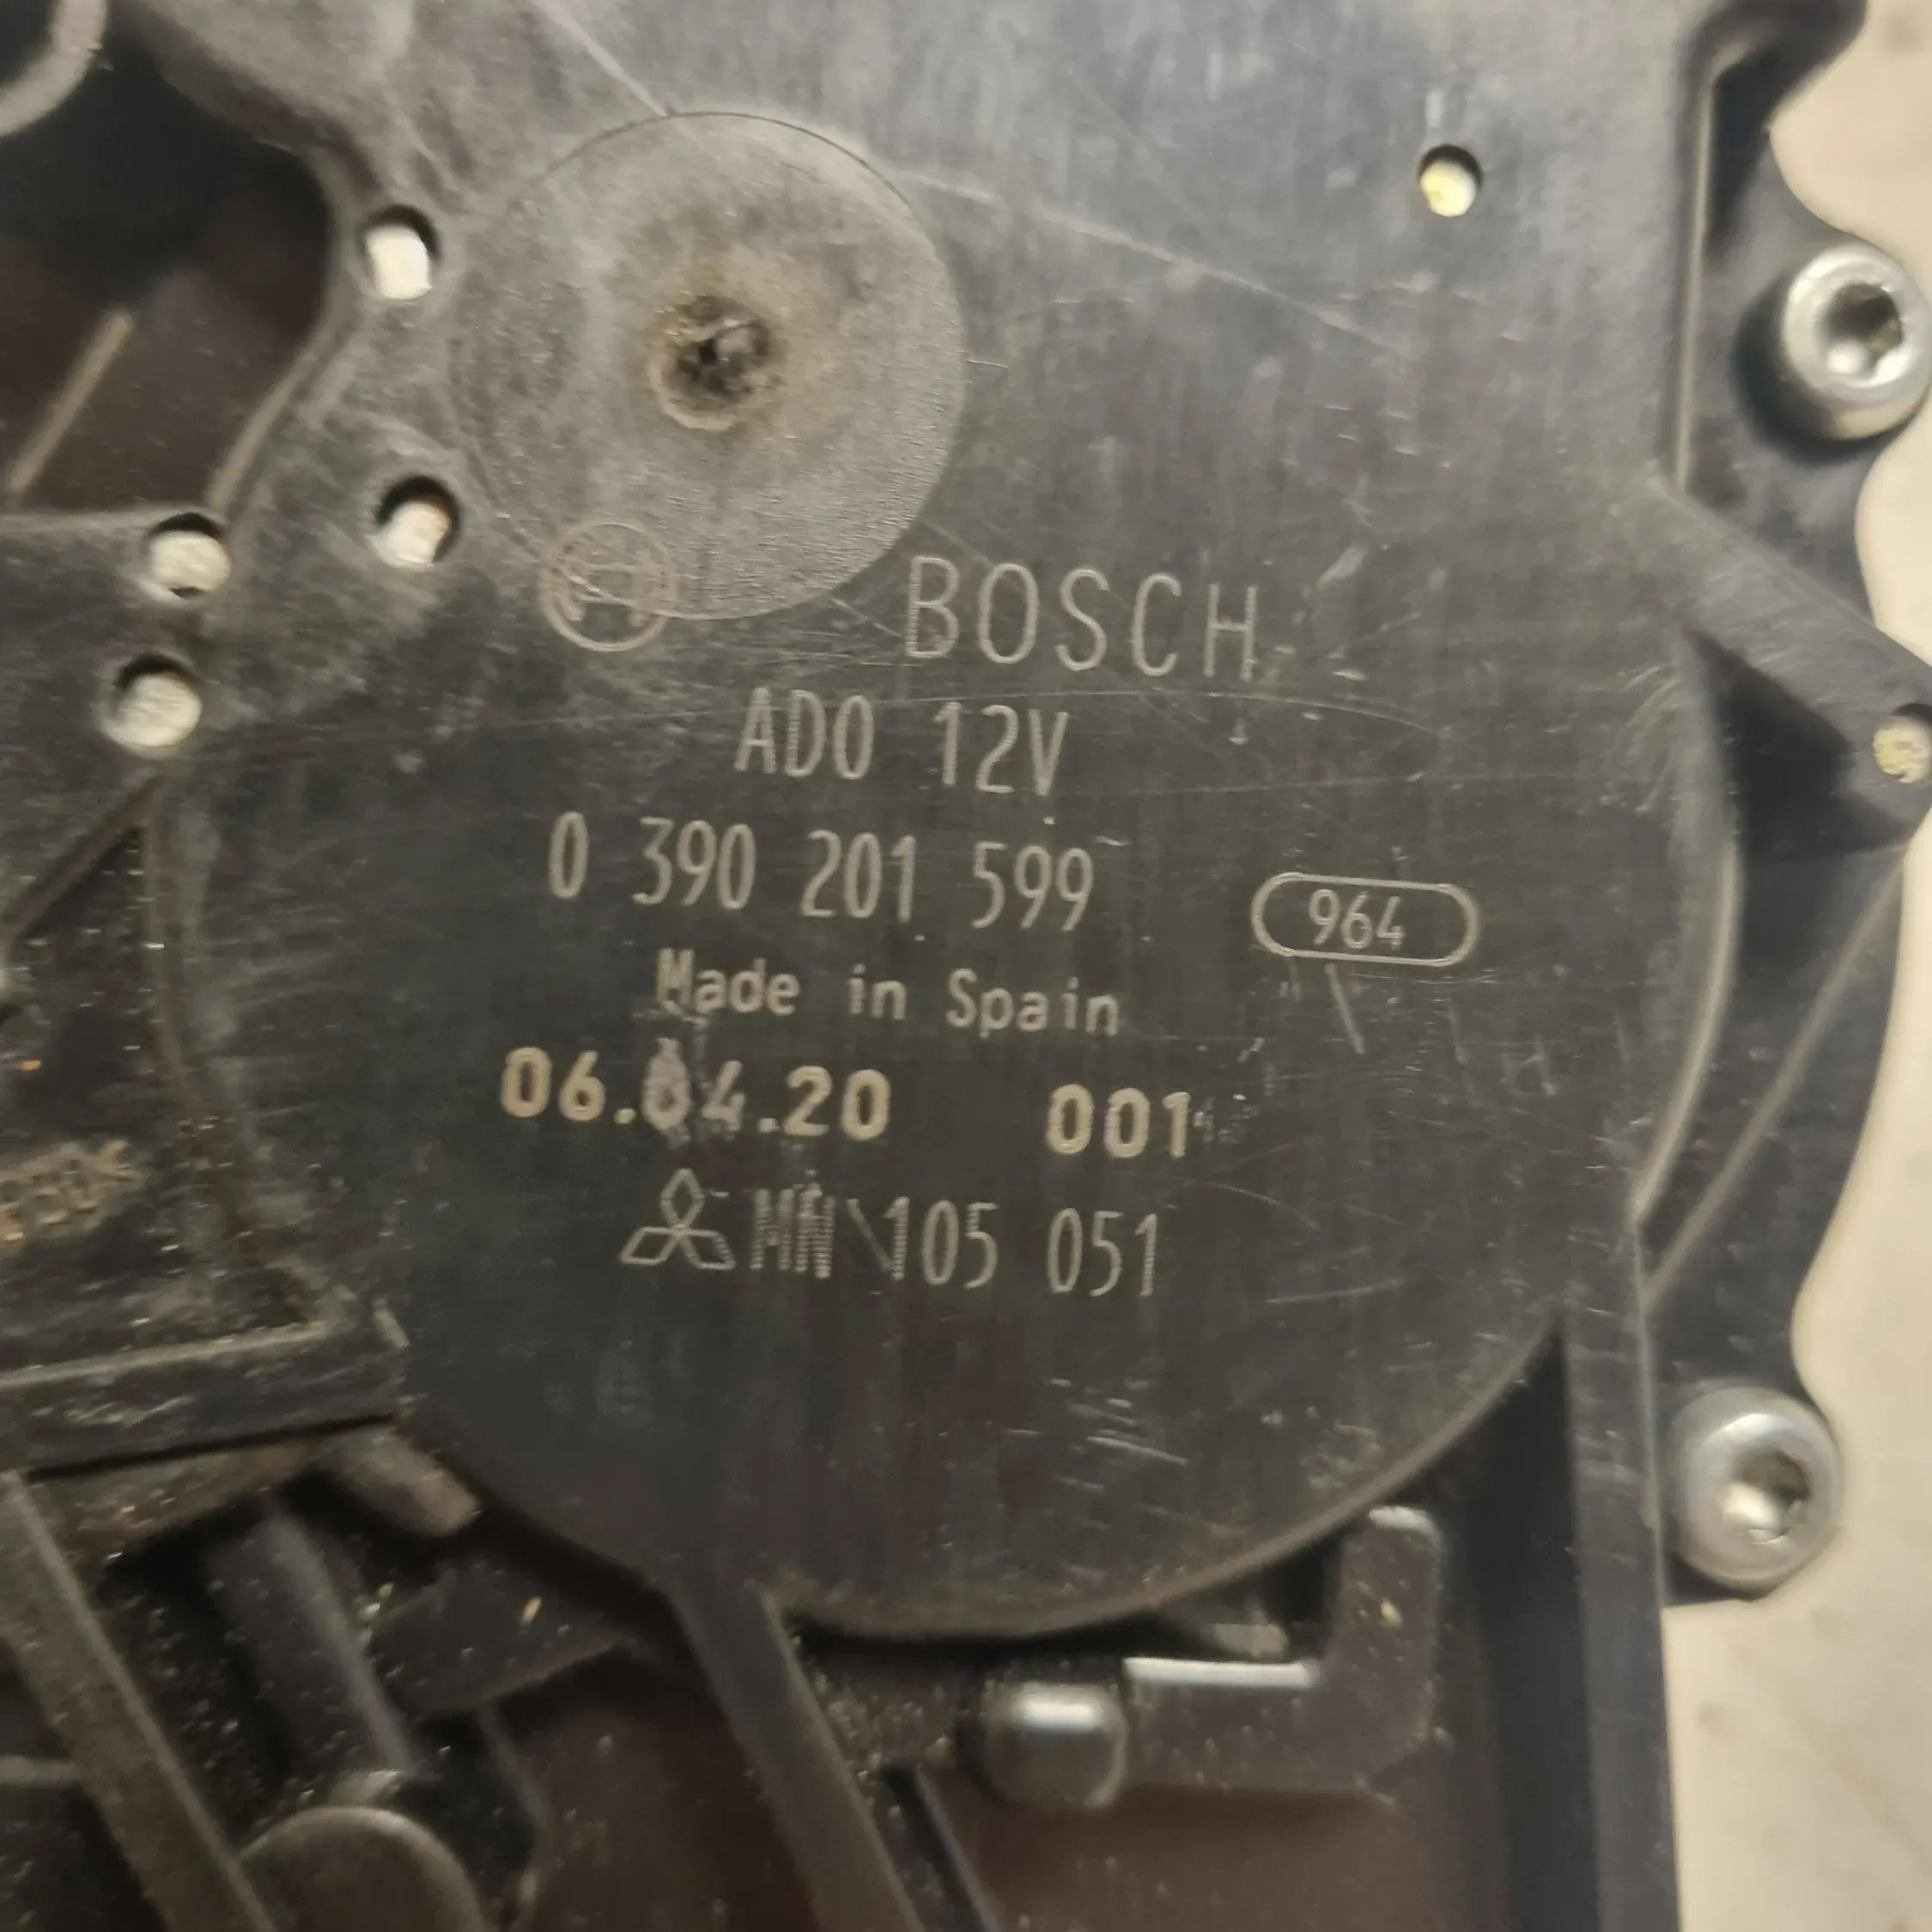 BOSCH
ADO 12V
0 390 201 599
964
Made in Spain
06.04.20 001
MN 105 051